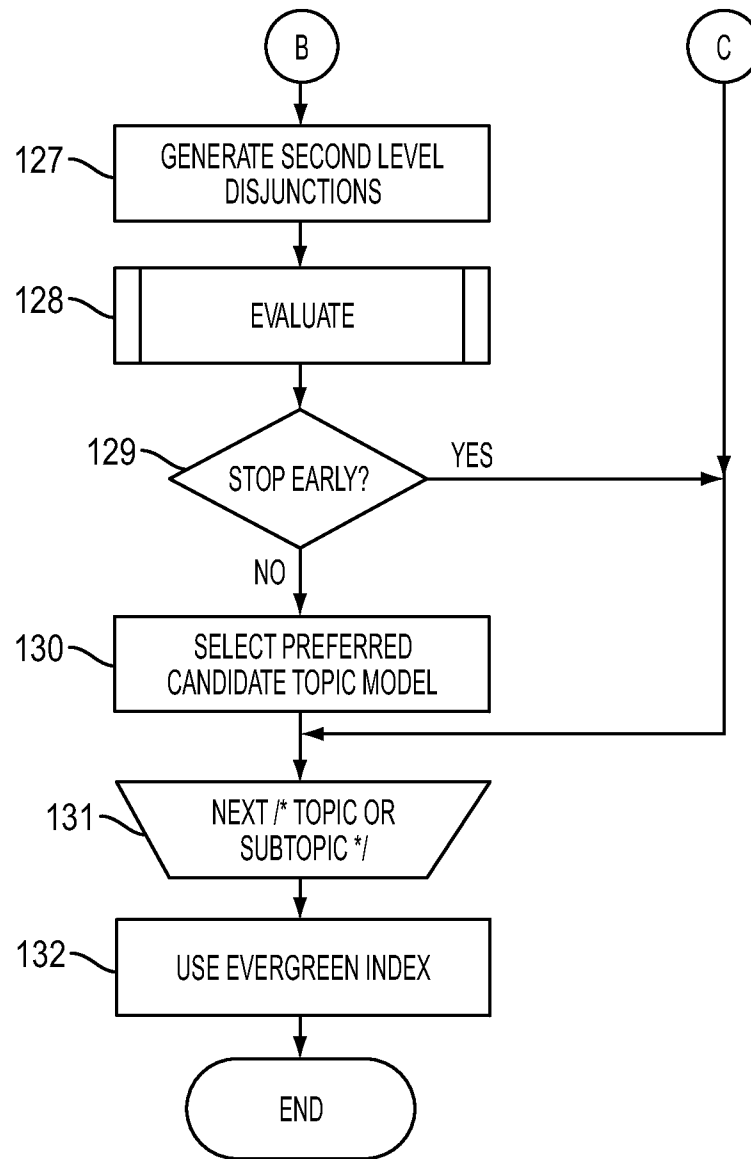 B
C
127
GENERATE SECOND LEVEL
DISJUNCTIONS
128
EVALUATE
129
STOP EARLY?
YES
NO
130
SELECT PREFERRED
CANDIDATE TOPIC MODEL
131
NEXT /* TOPIC OR
SUBTOPIC */
132
USE EVERGREEN INDEX
END